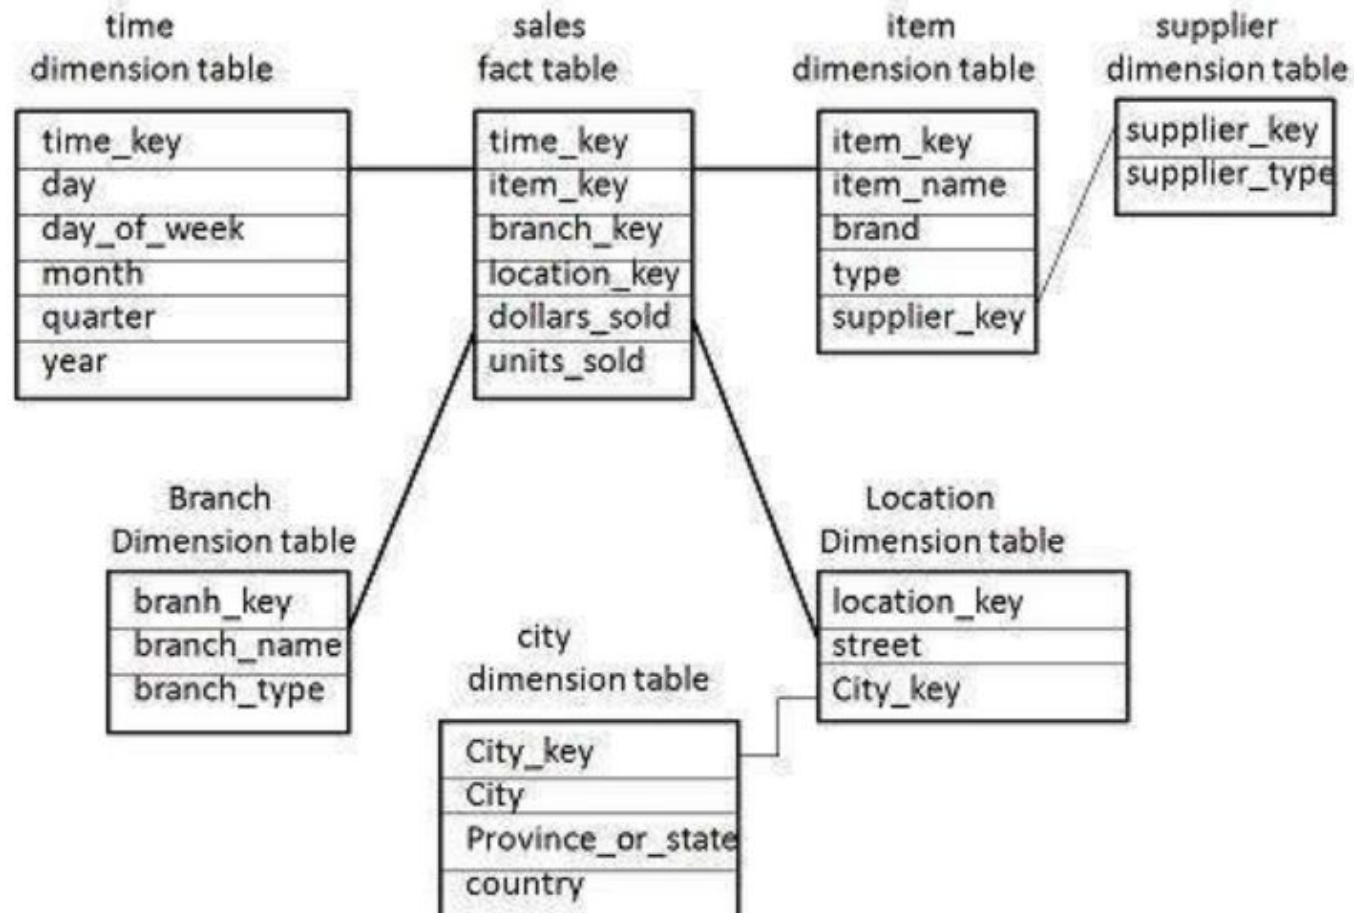 time
dimension table
time_key
day
day_of_week
month
quarter
year
sales
fact table
time_key
item_key
branch_key
location_key
dollars_sold
units_sold
item
dimension table
item_key
item_name
brand
type
supplier_key
supplier
dimension table
supplier_key
supplier_type
Branch
Dimension table
branh_key
branch_name
branch_type
city
dimension table
City_key
City
Province_or_state
country
Location
Dimension table
location_key
street
City_key